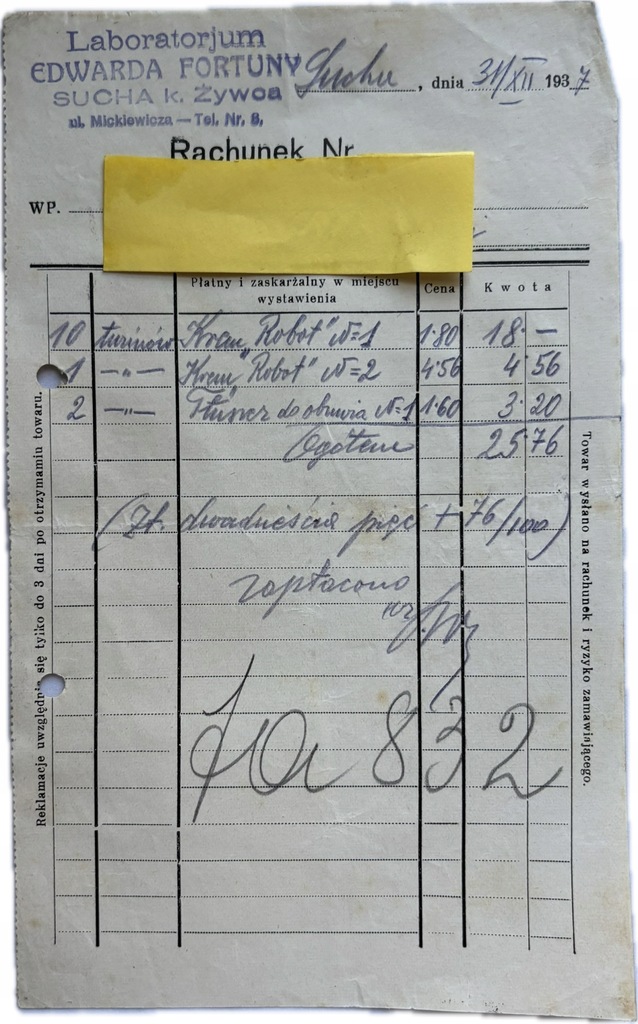 Laboratorjum
EDWARDA FORTUNY
SUCHA k. Żywca
ul. Mickiewicza — Tel. Nr. 8,
Sucha, dnia 31/XII 1937
Rachunek Nr
WP.
Płatny i zaskarżalny w miejscu wystawienia Cena Kwota
10 tuzinów Krem „Robot" N=1 1·80 18·—
1 —„— Krem „Robot" N=2 4·56 4 56
2 —„— Tłuszcz do obuwia N=1 1·60 3·20
Ogółem 25 76
(Zł. dwadzieścia pięć + 76/100)
zapłacono
832
Reklamacje uwzględnia się tylko do 3 dni po otrzymaniu towaru.
Towar wysłano na rachunek i ryzyko zamawiającego.